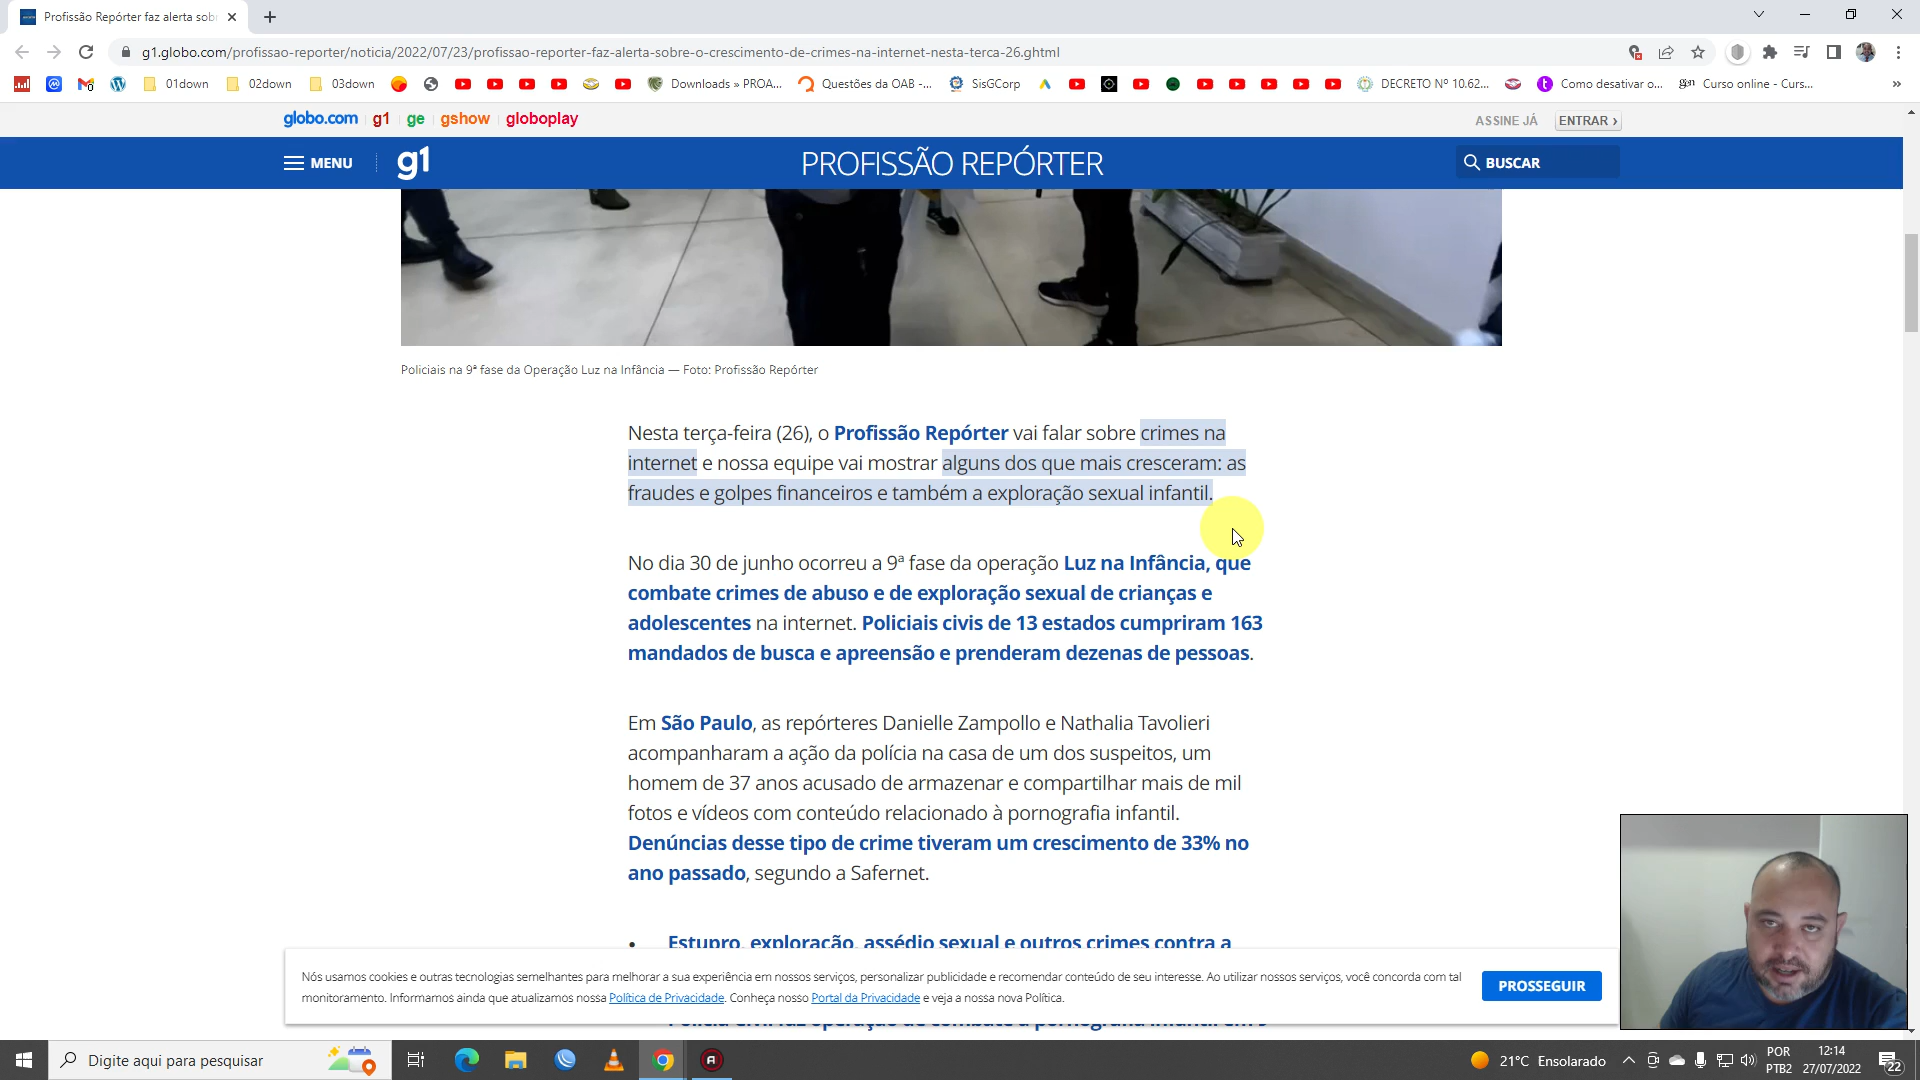 Profissão Repórter faz alerta sob
g1.globo.com/profissao-reporter/noticia/2022/07/23/profissao-reporter-faz-alerta-sobre-o-crescimento-de-crimes-na-internet-nesta-terca-26.ghtml
01down
02down
03down
Downloads » PROA...
Questões da OAB -...
SisGCorp
DECRETO Nº 10.62...
Como desativar o...
Curso online - Curs...
»
globo.com g1 ge gshow globoplay
ASSINE JÁ
ENTRAR ›
MENU
g1
PROFISSÃO REPÓRTER
BUSCAR
Policiais na 9ª fase da Operação Luz na Infância — Foto: Profissão Repórter
Nesta terça-feira (26), o Profissão Repórter vai falar sobre crimes na
internet e nossa equipe vai mostrar alguns dos que mais cresceram: as
fraudes e golpes financeiros e também a exploração sexual infantil.
No dia 30 de junho ocorreu a 9ª fase da operação Luz na Infância, que
combate crimes de abuso e de exploração sexual de crianças e
adolescentes na internet. Policiais civis de 13 estados cumpriram 163
mandados de busca e apreensão e prenderam dezenas de pessoas.
Em São Paulo, as repórteres Danielle Zampollo e Nathalia Tavolieri
acompanharam a ação da polícia na casa de um dos suspeitos, um
homem de 37 anos acusado de armazenar e compartilhar mais de mil
fotos e vídeos com conteúdo relacionado à pornografia infantil.
Denúncias desse tipo de crime tiveram um crescimento de 33% no
ano passado, segundo a Safernet.
• Estupro, exploração, assédio sexual e outros crimes contra a
Nós usamos cookies e outras tecnologias semelhantes para melhorar a sua experiência em nossos serviços, personalizar publicidade e recomendar conteúdo de seu interesse. Ao utilizar nossos serviços, você concorda com tal
monitoramento. Informamos ainda que atualizamos nossa Política de Privacidade. Conheça nosso Portal da Privacidade e veja a nossa nova Política.
PROSSEGUIR
Digite aqui para pesquisar
21°C Ensolarado
POR
PTB2
12:14
27/07/2022
22